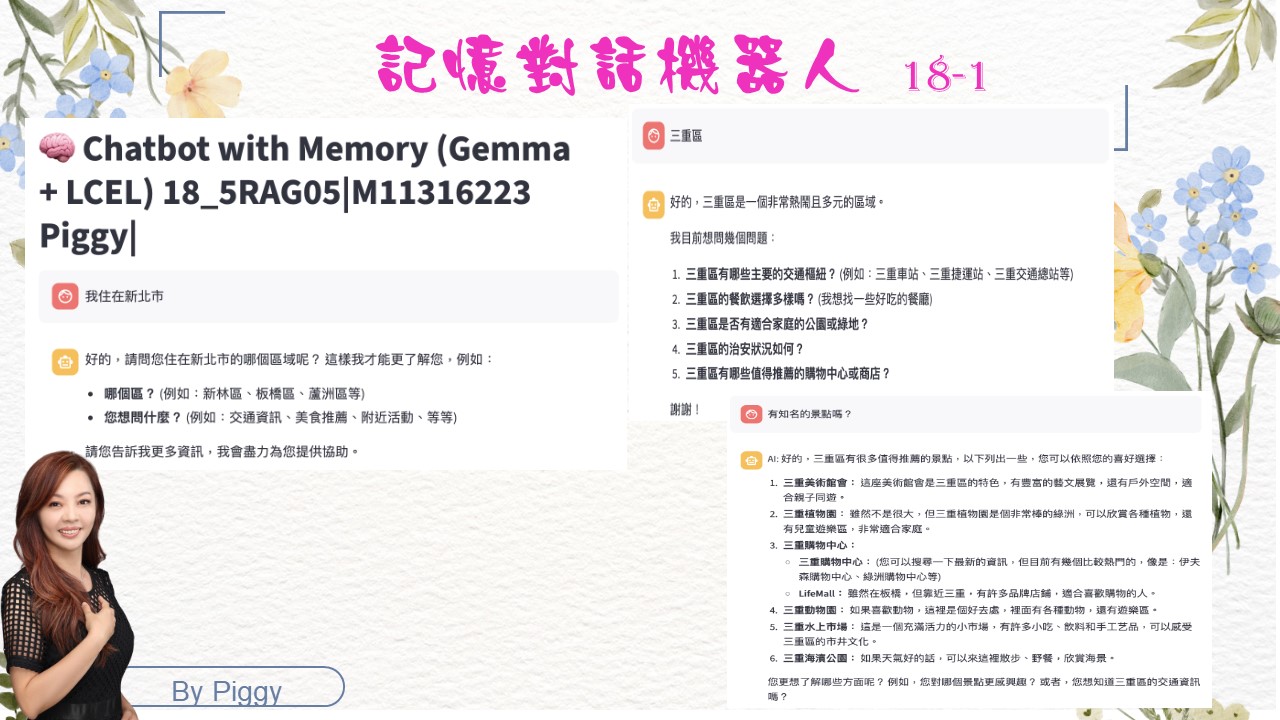 記憶對話機器人 18-1
🧠 Chatbot with Memory (Gemma
+ LCEL) 18_5RAG05|M11316223
Piggy|
我住在新北市
好的，請問您住在新北市的哪個區域呢？ 這樣我才能更了解您，例如：
• 哪個區？ (例如：新林區、板橋區、蘆洲區等)
• 您想問什麼？ (例如：交通資訊、美食推薦、附近活動、等等)
請您告訴我更多資訊，我會盡力為您提供協助。
三重區
好的，三重區是一個非常熱鬧且多元的區域。
我目前想問幾個問題：
1. 三重區有哪些主要的交通樞紐？ (例如：三重車站、三重捷運站、三重交通總站等)
2. 三重區的餐飲選擇多樣嗎？ (我想找一些好吃的餐廳)
3. 三重區是否有適合家庭的公園或綠地？
4. 三重區的治安狀況如何？
5. 三重區有哪些值得推薦的購物中心或商店？
謝謝！
有知名的景點嗎？
AI: 好的，三重區有很多值得推薦的景點，以下列出一些，您可以依照您的喜好選擇：
1. 三重美術館會： 這座美術館會是三重區的特色，有豐富的藝文展覽，還有戶外空間，適
合親子同遊。
2. 三重植物園： 雖然不是很大，但三重植物園是個非常棒的綠洲，可以欣賞各種植物，還
有兒童遊樂區，非常適合家庭。
3. 三重購物中心：
○ 三重購物中心： (您可以搜尋一下最新的資訊，但目前有幾個比較熱門的，像是：伊夫
森購物中心、綠洲購物中心等)
○ LifeMall： 雖然在板橋，但靠近三重，有許多品牌店鋪，適合喜歡購物的人。
4. 三重動物園： 如果喜歡動物，這裡是個好去處，裡面有各種動物，還有遊樂區。
5. 三重水上市場： 這是一個充滿活力的小市場，有許多小吃、飲料和手工艺品，可以感受
三重區的市井文化。
6. 三重海濱公園： 如果天氣好的話，可以來這裡散步、野餐，欣賞海景。
您更想了解哪些方面呢？ 例如，您對哪個景點更感興趣？ 或者，您想知道三重區的交通資訊
嗎？
By Piggy